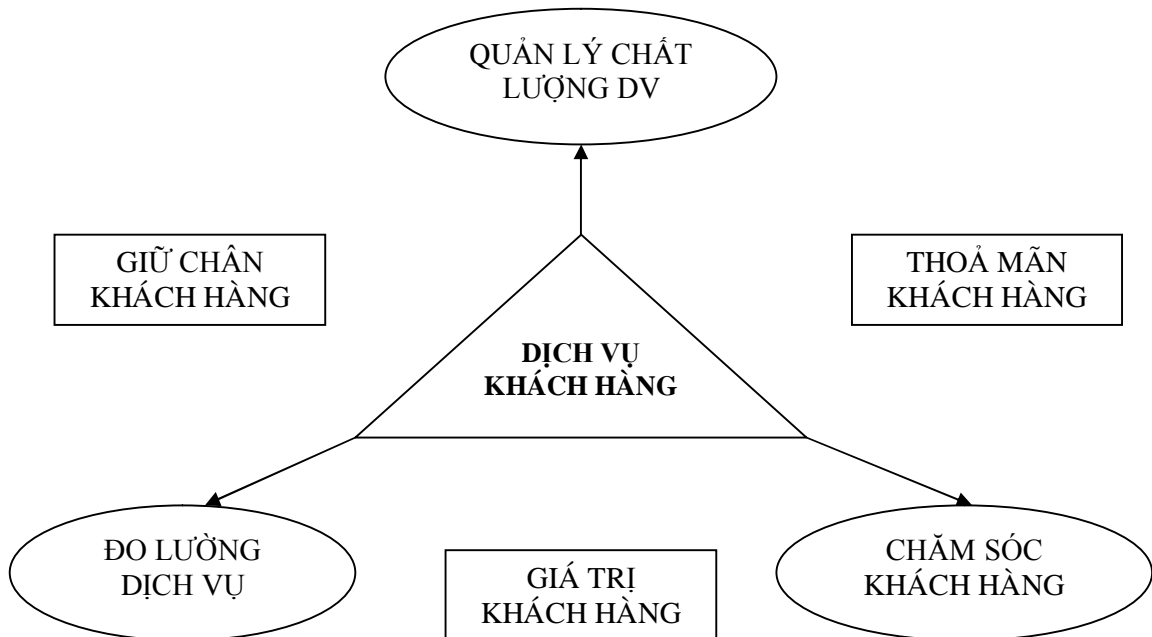 QUẢN LÝ CHẤT
LƯỢNG DV
GIỮ CHÂN
KHÁCH HÀNG
THOẢ MÃN
KHÁCH HÀNG
DỊCH VỤ
KHÁCH HÀNG
ĐO LƯỜNG
DỊCH VỤ
GIÁ TRỊ
KHÁCH HÀNG
CHĂM SÓC
KHÁCH HÀNG